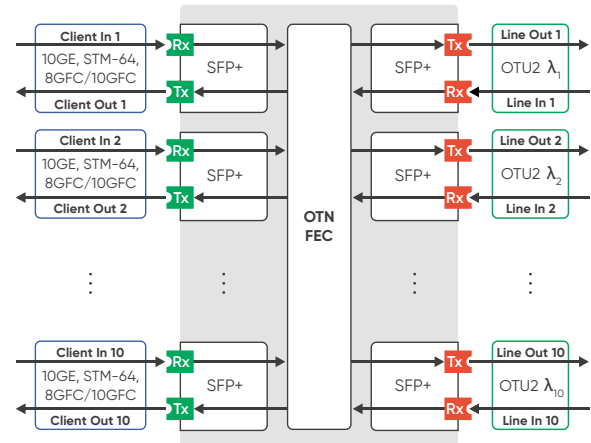 Client In 1
10GE, STM-64,
8GFC/10GFC
Client Out 1
Rx
SFP+
Tx
OTN
FEC
Tx
SFP+
Rx
Line Out 1
OTU2 λ1
Line In 1
Client In 2
10GE, STM-64,
8GFC/10GFC
Client Out 2
Rx
SFP+
Tx
Tx
SFP+
Rx
Line Out 2
OTU2 λ2
Line In 2
Client In 10
10GE, STM-64,
8GFC/10GFC
Client Out 10
Rx
SFP+
Tx
Tx
SFP+
Rx
Line Out 10
OTU2 λ10
Line In 10